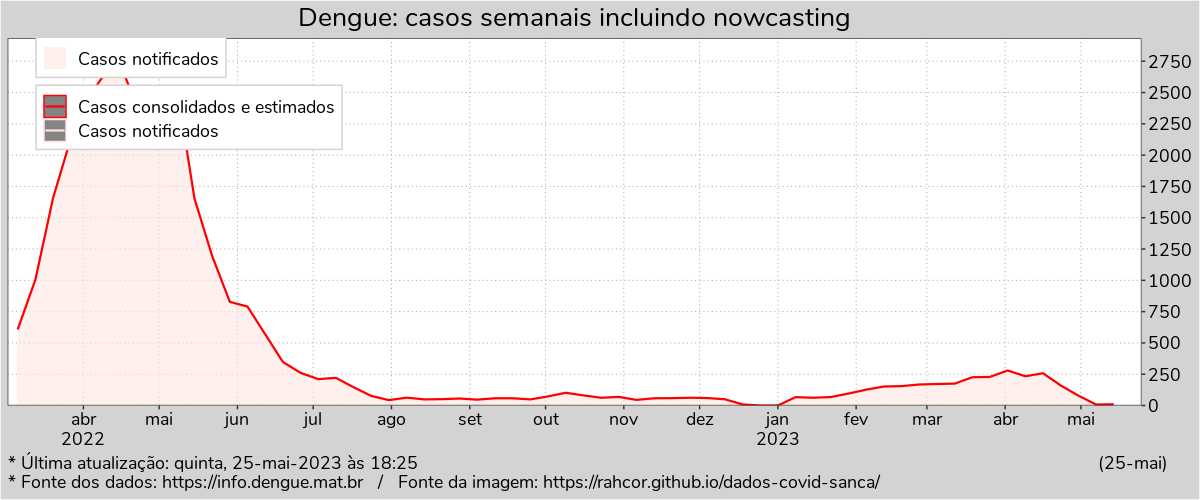 Dengue: casos semanais incluindo nowcasting
Casos notificados
Casos consolidados e estimados
Casos notificados
2750
2500
2250
2000
1750
1500
1250
1000
750
500
250
0
abr mai jun jul ago set out nov dez jan fev mar abr mai
2022 2023
* Última atualização: quinta, 25-mai-2023 às 18:25 (25-mai)
* Fonte dos dados: https://info.dengue.mat.br / Fonte da imagem: https://rahcor.github.io/dados-covid-sanca/